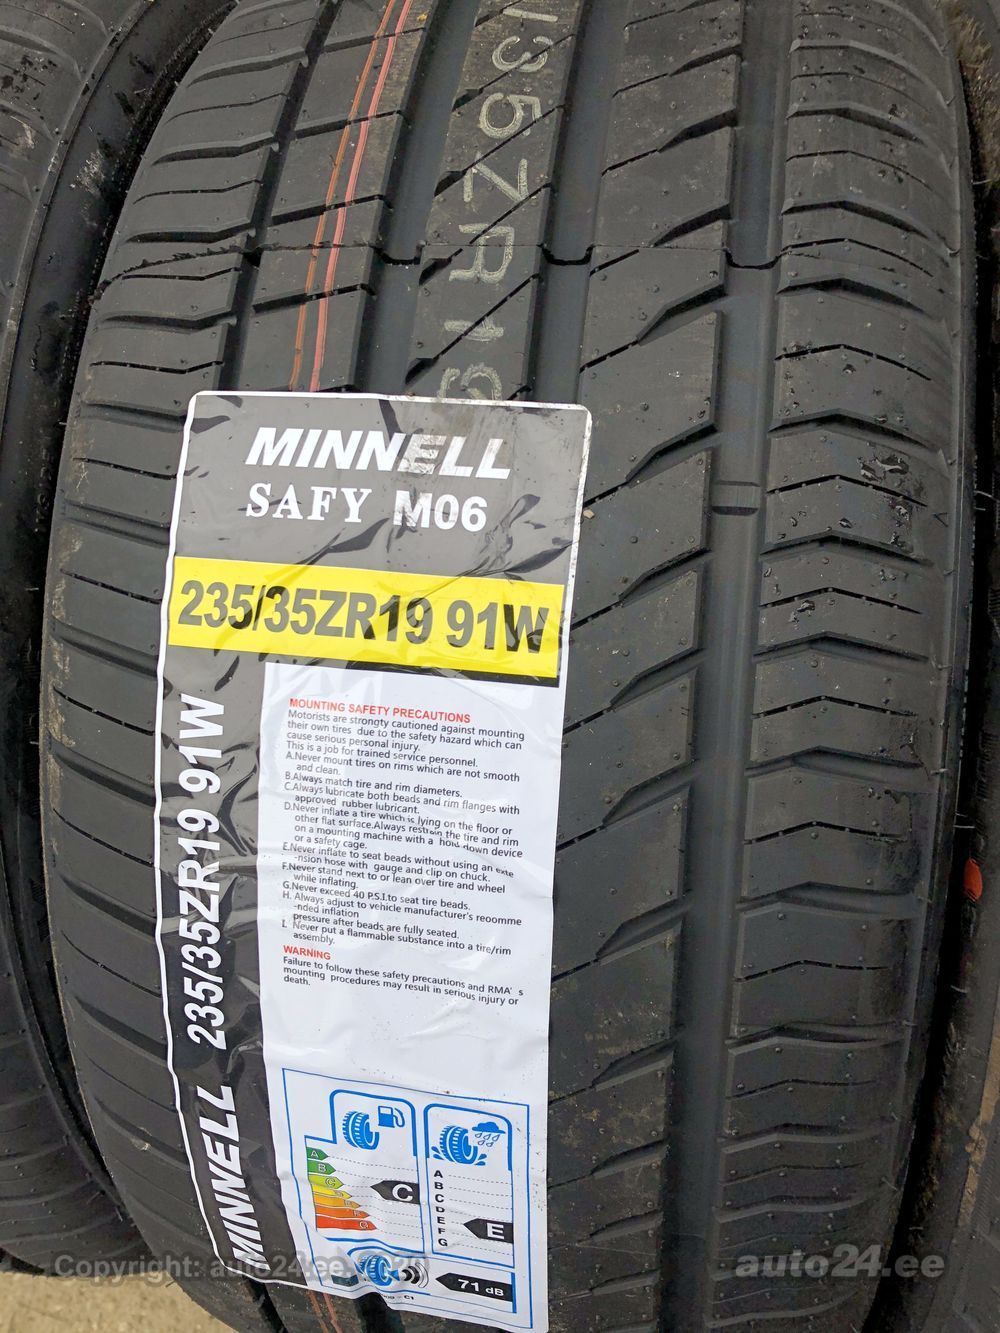 /35ZR19
MINNELL
SAFY M06
235/35ZR19 91W
MINNELL 235/35ZR19 91W
MOUNTING SAFETY PRECAUTIONS
Motorists are strongty cautioned against mounting
their own tires due to the safety hazard which can
cause serious personal injury.
This is a job for trained service personnel.
A.Never mount tires on rims which are not smooth
and clean.
B.Always match tire and rim diameters.
C.Always lubricate both beads and rim flanges with
approved rubber lubricant.
D.Never inflate a tire which is lying on the floor or
other flat surface.Always restrain the tire and rim
on a mounting machine with a hold down device
or a safety cage.
E.Never inflate to seat beads without using an exte
-nsion hose with gauge and clip on chuck.
F.Never stand next to or lean over tire and wheel
while inflating.
G.Never exceed 40 P.S.I.to seat tire beads.
H. Always adjust to vehicle manufacturer's reoomme
-nded inflation
pressure after beads are fully seated.
I. Never put a flammable substance into a tire/rim
assembly.
WARNING
Failure to follow these safety precautions and RMA' s
mounting procedures may result in serious injury or
death.
A
B
C
G
C
A
B
C
D
E
F
G
E
71 dB
C1
Copyright: auto24.ee
auto24.ee